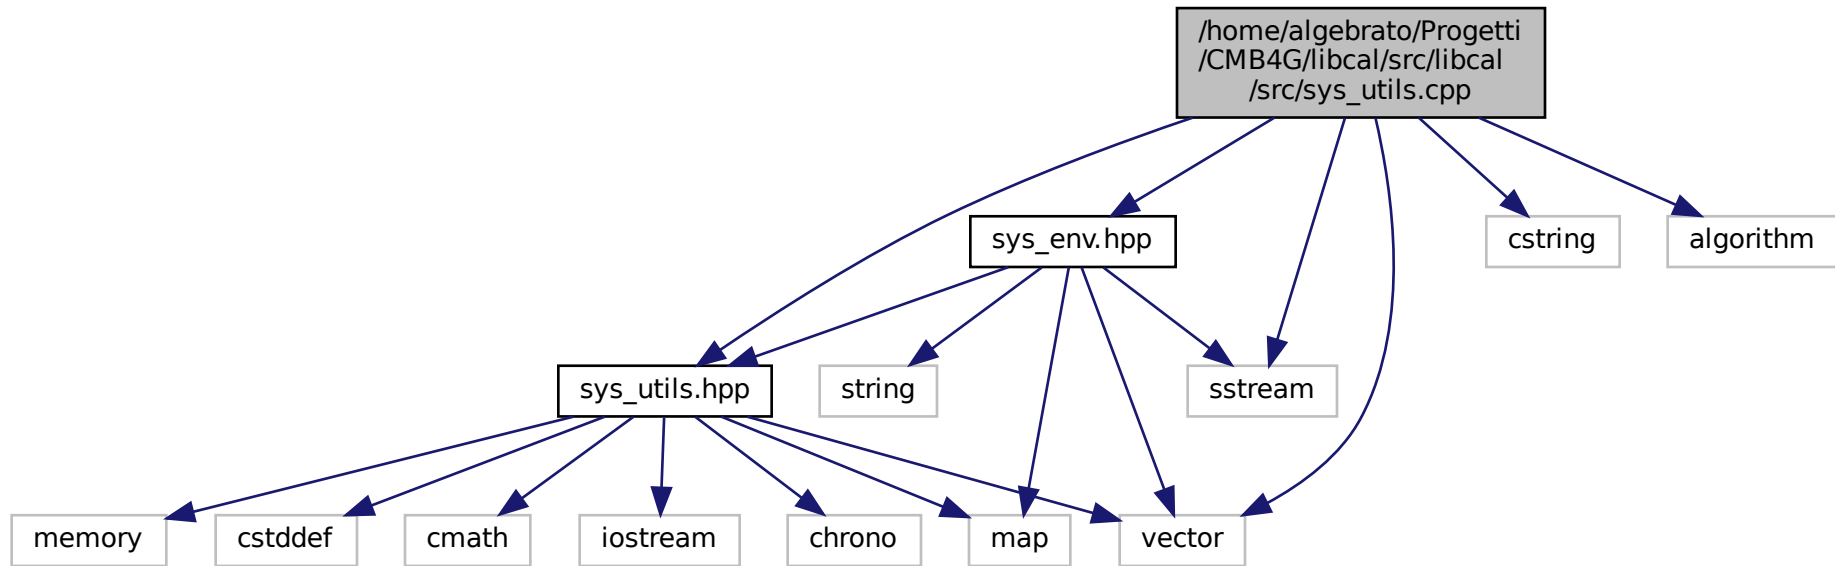 /home/algebrato/Progetti
/CMB4G/libcal/src/libcal
/src/sys_utils.cpp
sys_env.hpp
cstring
algorithm
sys_utils.hpp
string
sstream
memory
cstddef
cmath
iostream
chrono
map
vector